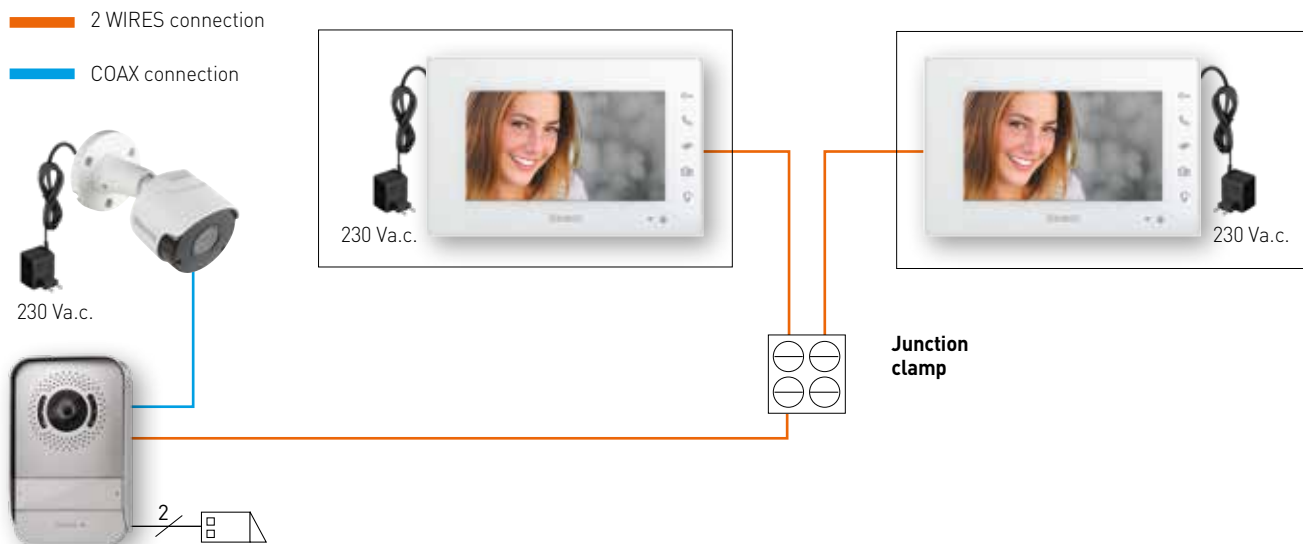 2 WIRES connection
COAX connection
230 Va.c.
230 Va.c.
230 Va.c.
Junction
clamp
2